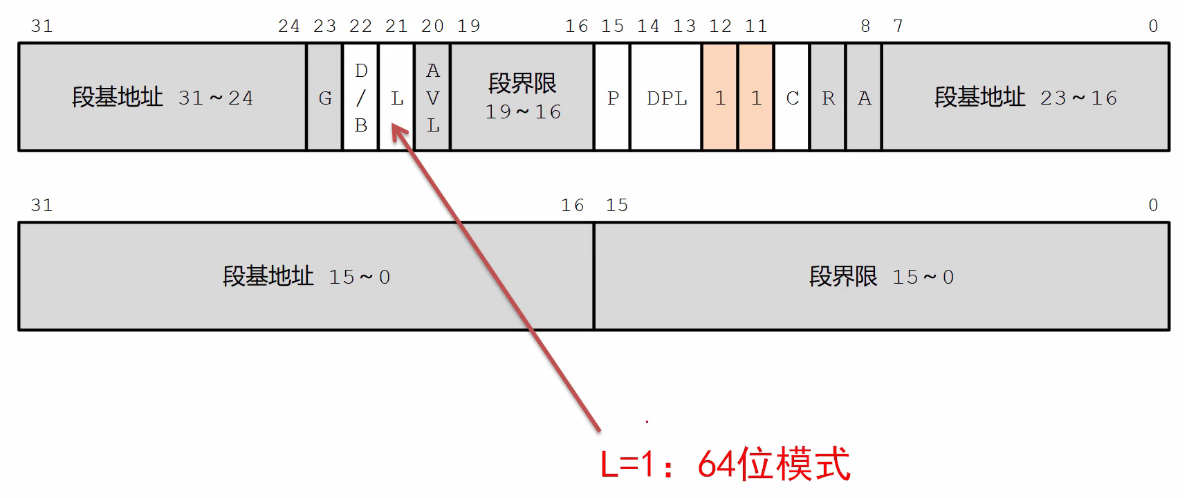 31 24 23 22 21 20 19 16 15 14 13 12 11 8 7 0
段基地址 31~24 G D/B L AVL 段界限 19~16 P DPL 1 1 C R A 段基地址 23~16
31 16 15 0
段基地址 15~0 段界限 15~0
L=1：64位模式